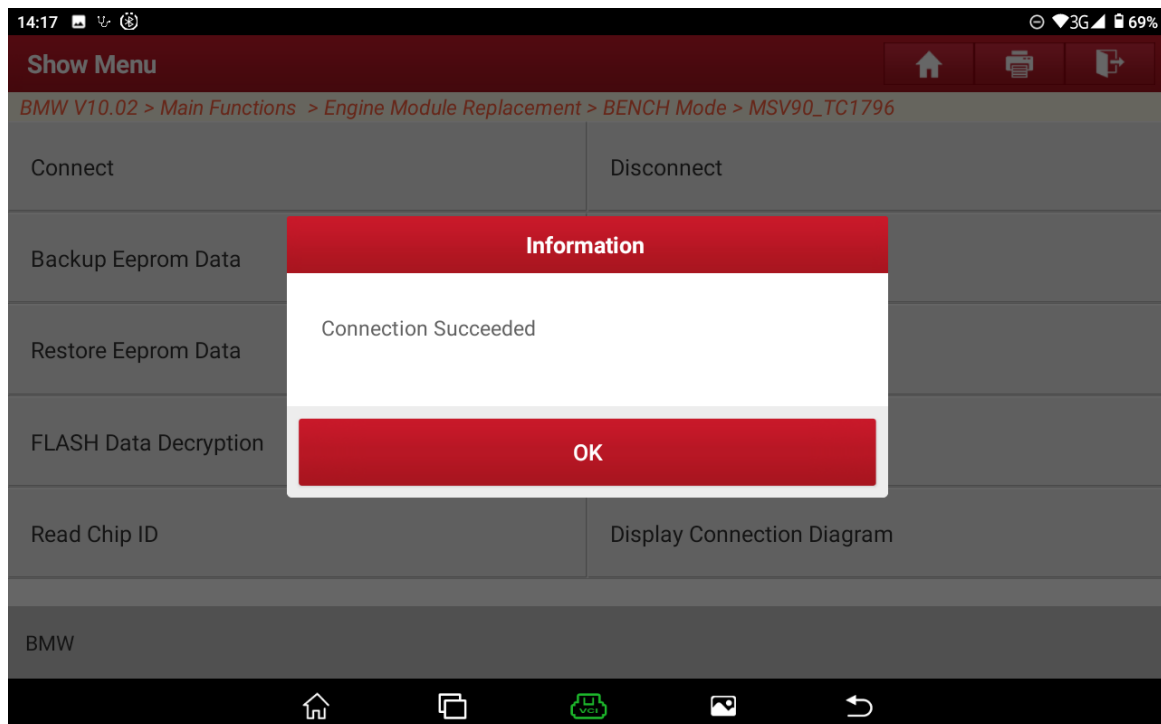 14:17
3G 69%
Show Menu
BMW V10.02 > Main Functions > Engine Module Replacement > BENCH Mode > MSV90_TC1796
Connect
Disconnect
Backup Eeprom Data
Information
Connection Succeeded
Restore Eeprom Data
FLASH Data Decryption
OK
Read Chip ID
Display Connection Diagram
BMW
VCI